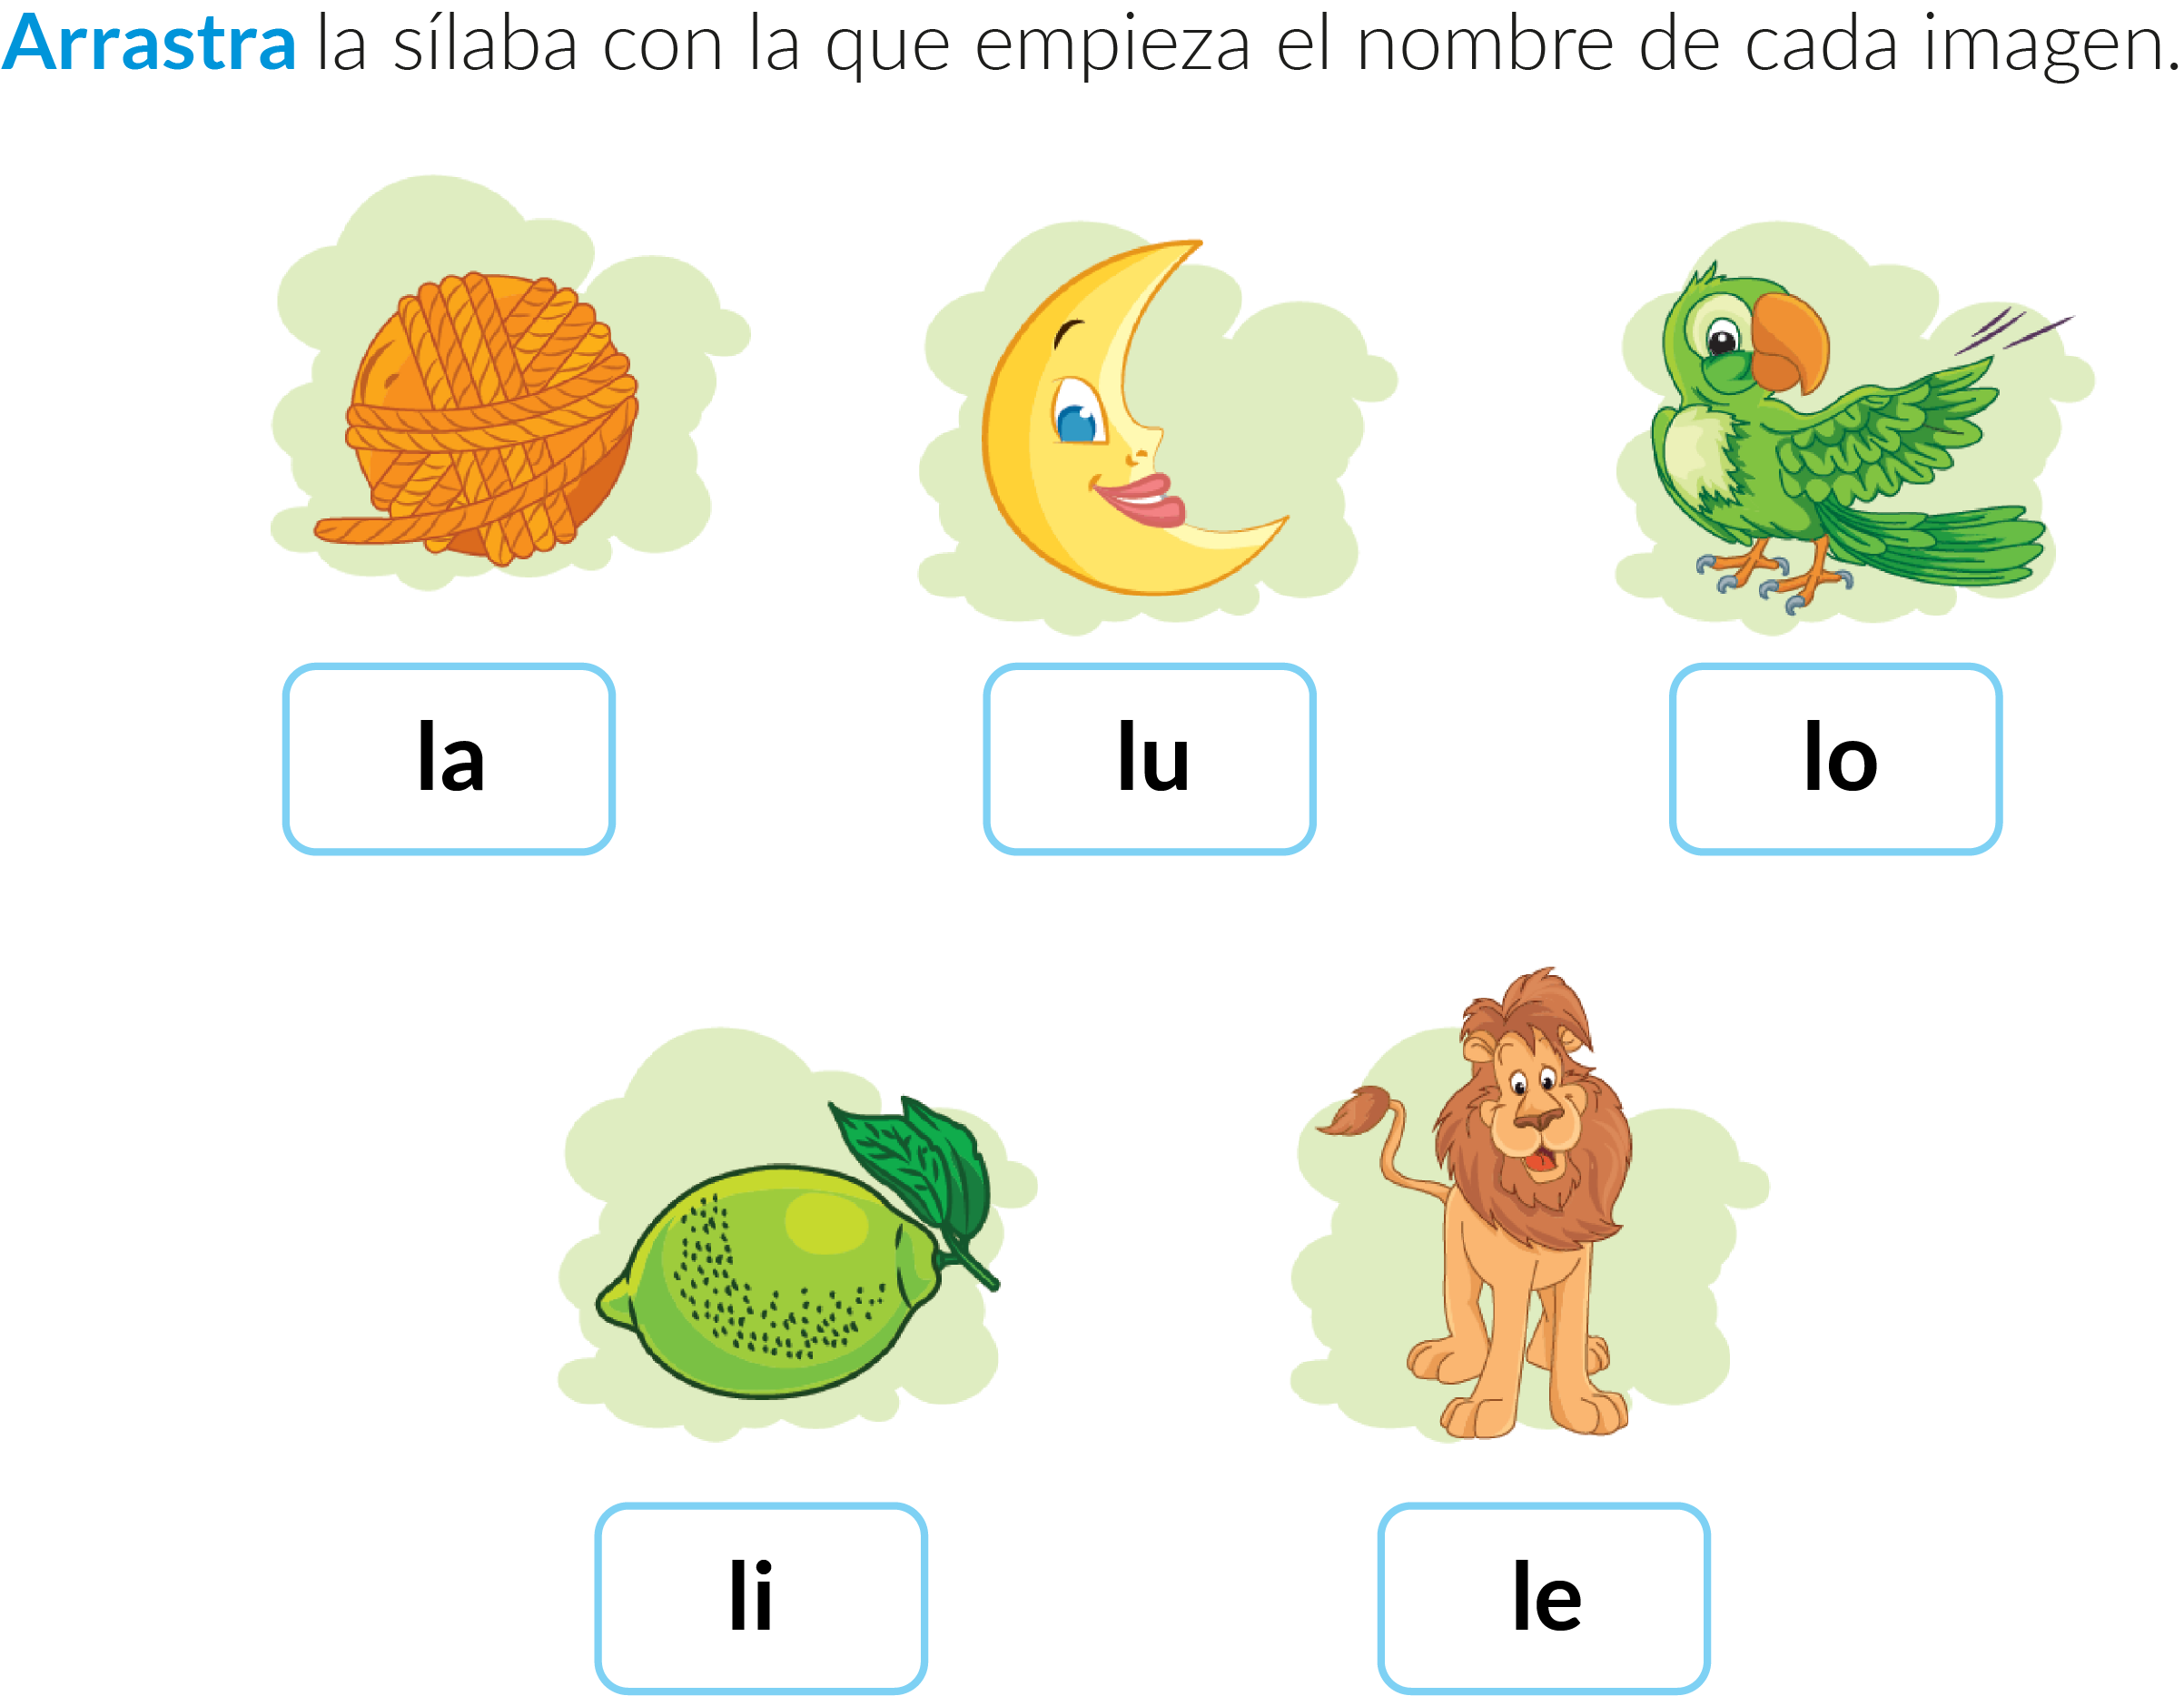 Arrastra la sílaba con la que empieza el nombre de cada imagen.
la
lu
lo
li
le